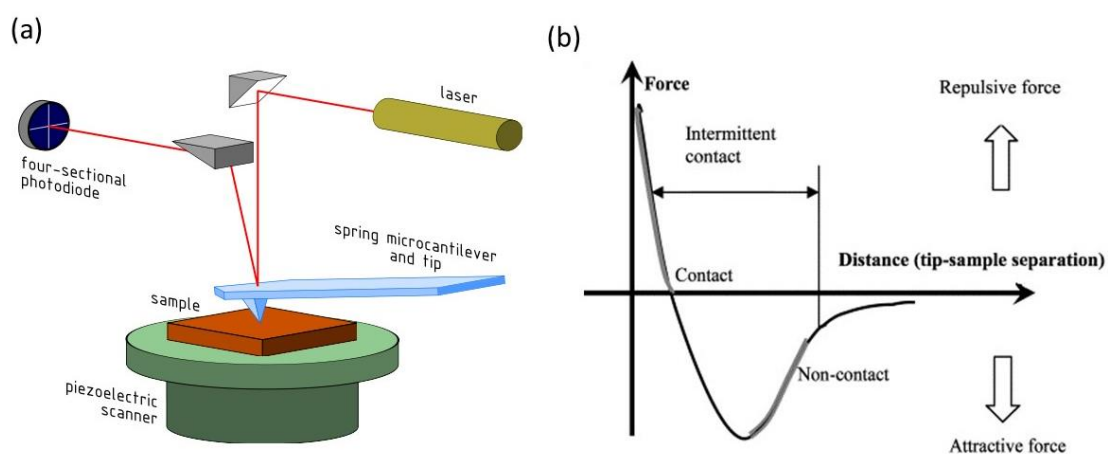 (a)
laser
four-sectional
photodiode
spring microcantilever
and tip
sample
piezoelectric
scanner
(b)
Force
Repulsive force
Intermittent
contact
Distance (tip-sample separation)
Contact
Non-contact
Attractive force